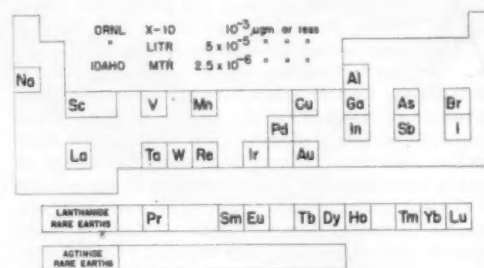 ORNL X-10 10⁻³ µgm or less
" LITR 5 x 10⁻⁵ " " "
IDAHO MTR 2.5 x 10⁻⁶ " " "
Na Al
Sc V Mn Cu Ga As Br
Pd In Sb I
La Ta W Re Ir Au
LANTHANIDE RARE EARTHS Pr Sm Eu Tb Dy Ho Tm Yb Lu
ACTINIDE RARE EARTHS